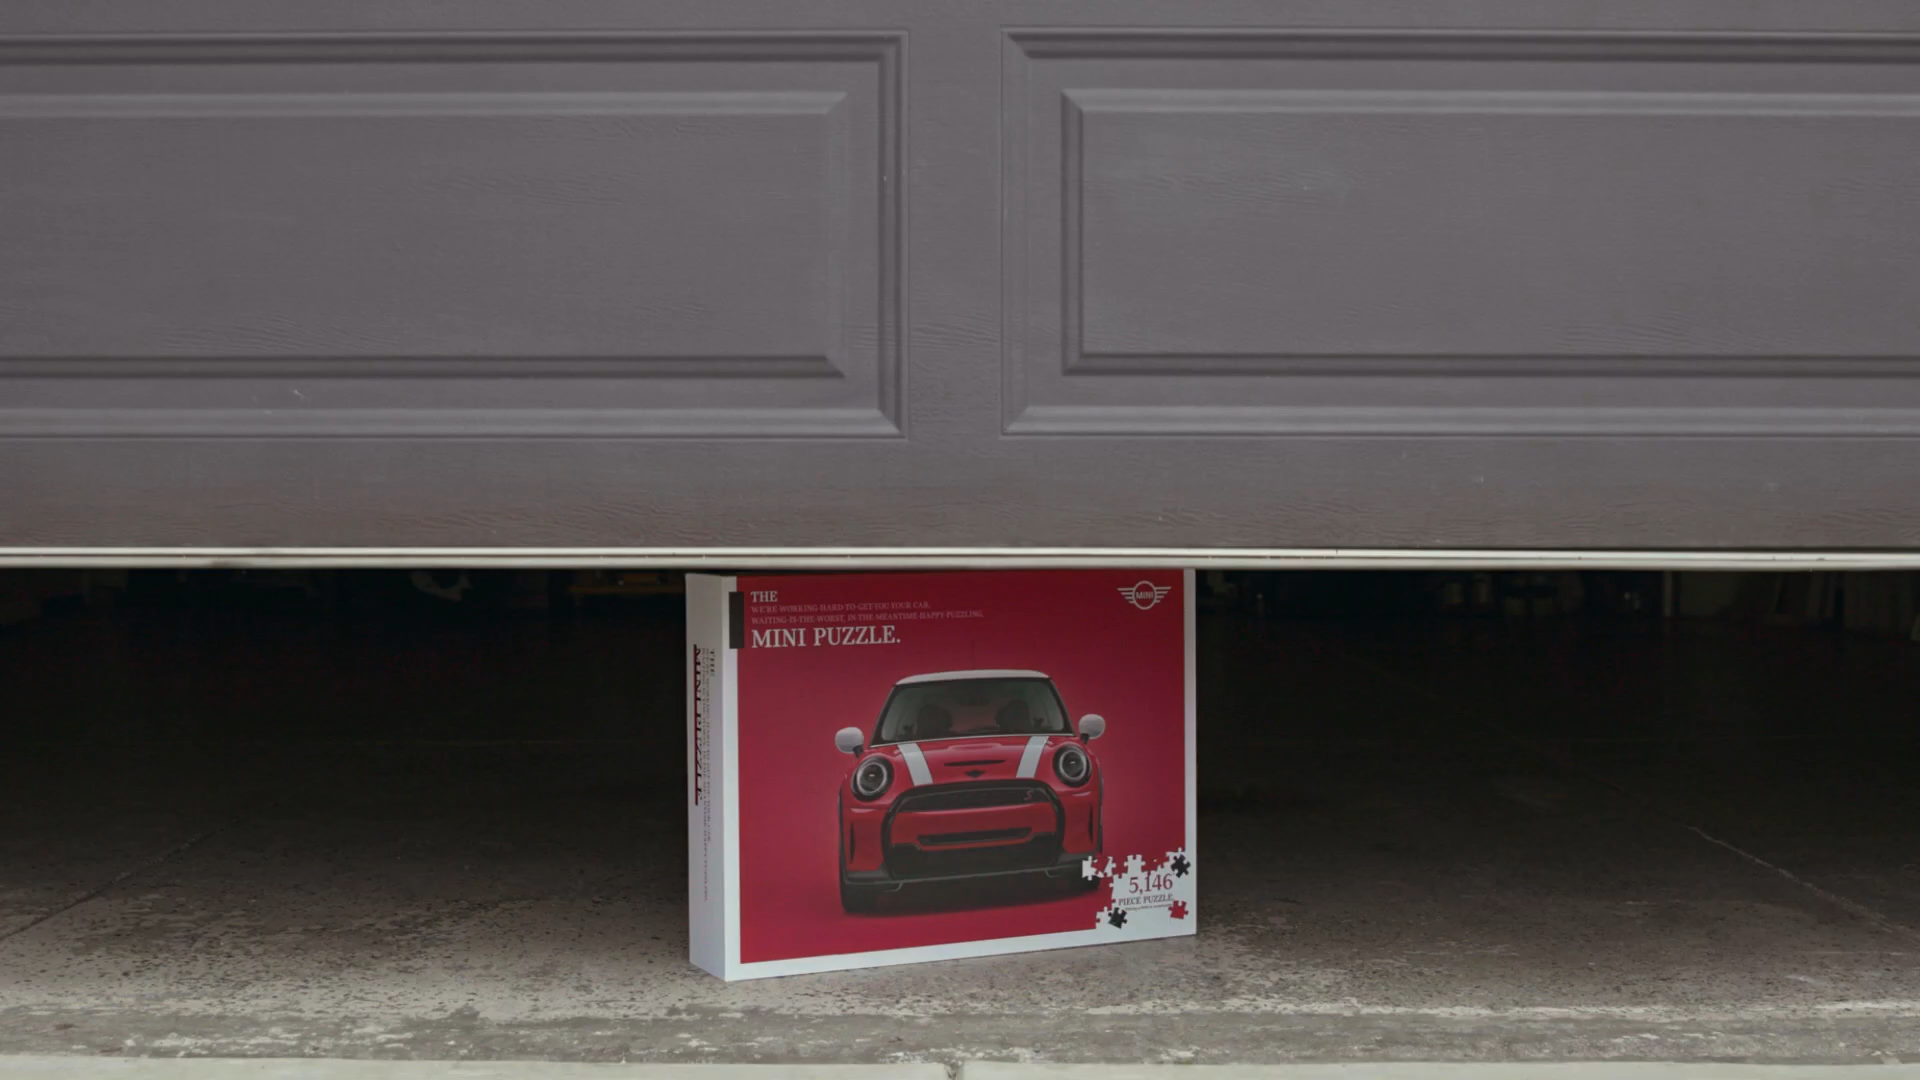 THE
WE'RE WORKING HARD TO GET YOU YOUR CAR.
WAITING IS THE WORST, IN THE MEANTIME HAPPY PUZZLING.
MINI PUZZLE.
MINI
5,146
PIECE PUZZLE
THE
MINI PUZZLE.